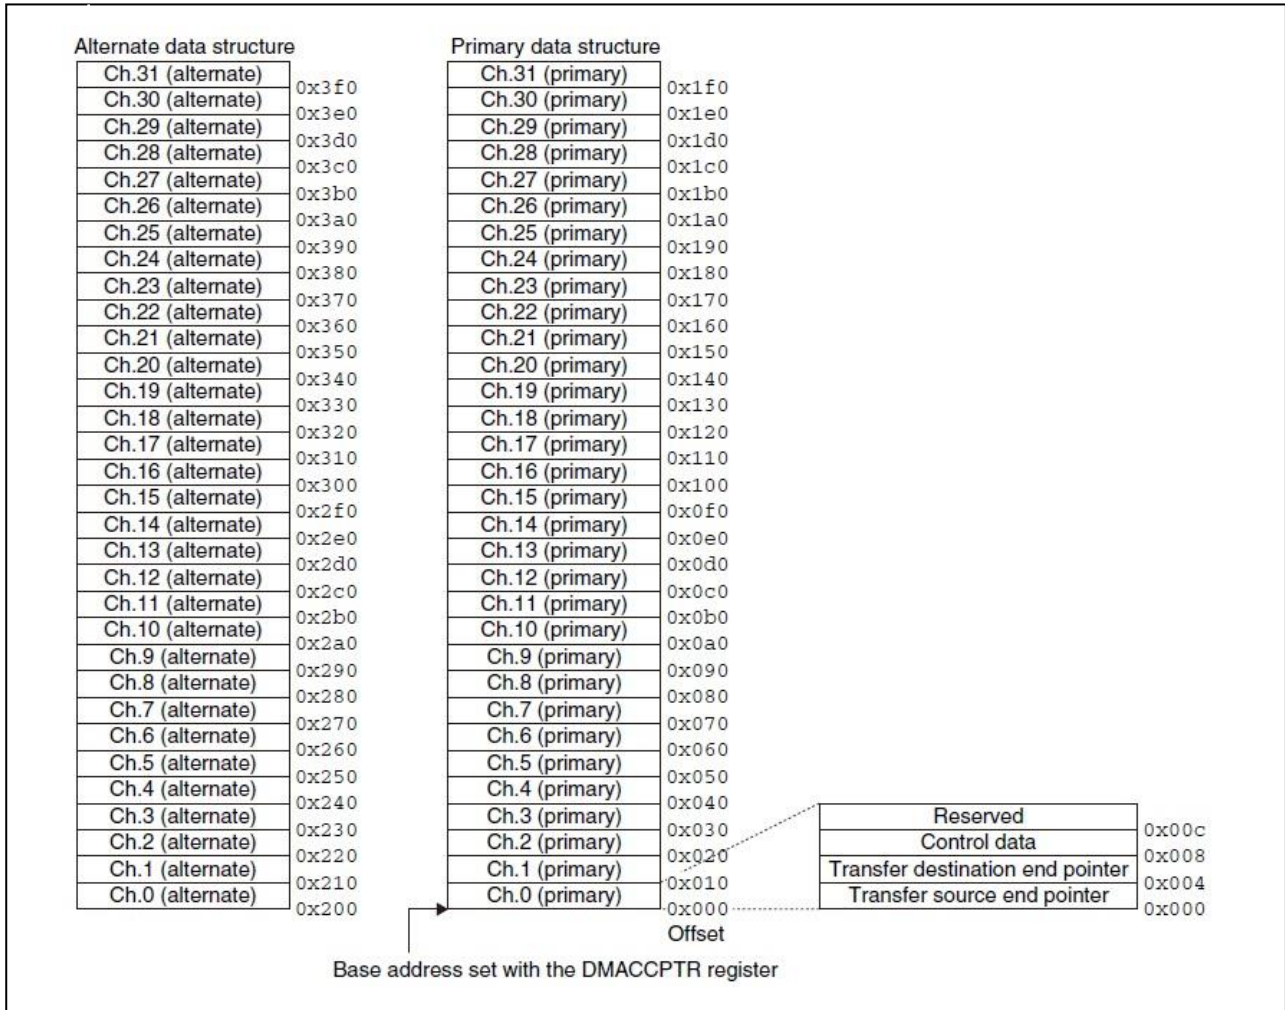 Alternate data structure
Primary data structure
Ch.31 (alternate) 0x3f0 Ch.31 (primary) 0x1f0
Ch.30 (alternate) 0x3e0 Ch.30 (primary) 0x1e0
Ch.29 (alternate) 0x3d0 Ch.29 (primary) 0x1d0
Ch.28 (alternate) 0x3c0 Ch.28 (primary) 0x1c0
Ch.27 (alternate) 0x3b0 Ch.27 (primary) 0x1b0
Ch.26 (alternate) 0x3a0 Ch.26 (primary) 0x1a0
Ch.25 (alternate) 0x390 Ch.25 (primary) 0x190
Ch.24 (alternate) 0x380 Ch.24 (primary) 0x180
Ch.23 (alternate) 0x370 Ch.23 (primary) 0x170
Ch.22 (alternate) 0x360 Ch.22 (primary) 0x160
Ch.21 (alternate) 0x350 Ch.21 (primary) 0x150
Ch.20 (alternate) 0x340 Ch.20 (primary) 0x140
Ch.19 (alternate) 0x330 Ch.19 (primary) 0x130
Ch.18 (alternate) 0x320 Ch.18 (primary) 0x120
Ch.17 (alternate) 0x310 Ch.17 (primary) 0x110
Ch.16 (alternate) 0x300 Ch.16 (primary) 0x100
Ch.15 (alternate) 0x2f0 Ch.15 (primary) 0x0f0
Ch.14 (alternate) 0x2e0 Ch.14 (primary) 0x0e0
Ch.13 (alternate) 0x2d0 Ch.13 (primary) 0x0d0
Ch.12 (alternate) 0x2c0 Ch.12 (primary) 0x0c0
Ch.11 (alternate) 0x2b0 Ch.11 (primary) 0x0b0
Ch.10 (alternate) 0x2a0 Ch.10 (primary) 0x0a0
Ch.9 (alternate) 0x290 Ch.9 (primary) 0x090
Ch.8 (alternate) 0x280 Ch.8 (primary) 0x080
Ch.7 (alternate) 0x270 Ch.7 (primary) 0x070
Ch.6 (alternate) 0x260 Ch.6 (primary) 0x060
Ch.5 (alternate) 0x250 Ch.5 (primary) 0x050
Ch.4 (alternate) 0x240 Ch.4 (primary) 0x040
Ch.3 (alternate) 0x230 Ch.3 (primary) 0x030 Reserved 0x00c
Ch.2 (alternate) 0x220 Ch.2 (primary) 0x020 Control data 0x008
Ch.1 (alternate) 0x210 Ch.1 (primary) 0x010 Transfer destination end pointer 0x004
Ch.0 (alternate) 0x200 Ch.0 (primary) 0x000 Transfer source end pointer 0x000
Offset
Base address set with the DMACCPTR register